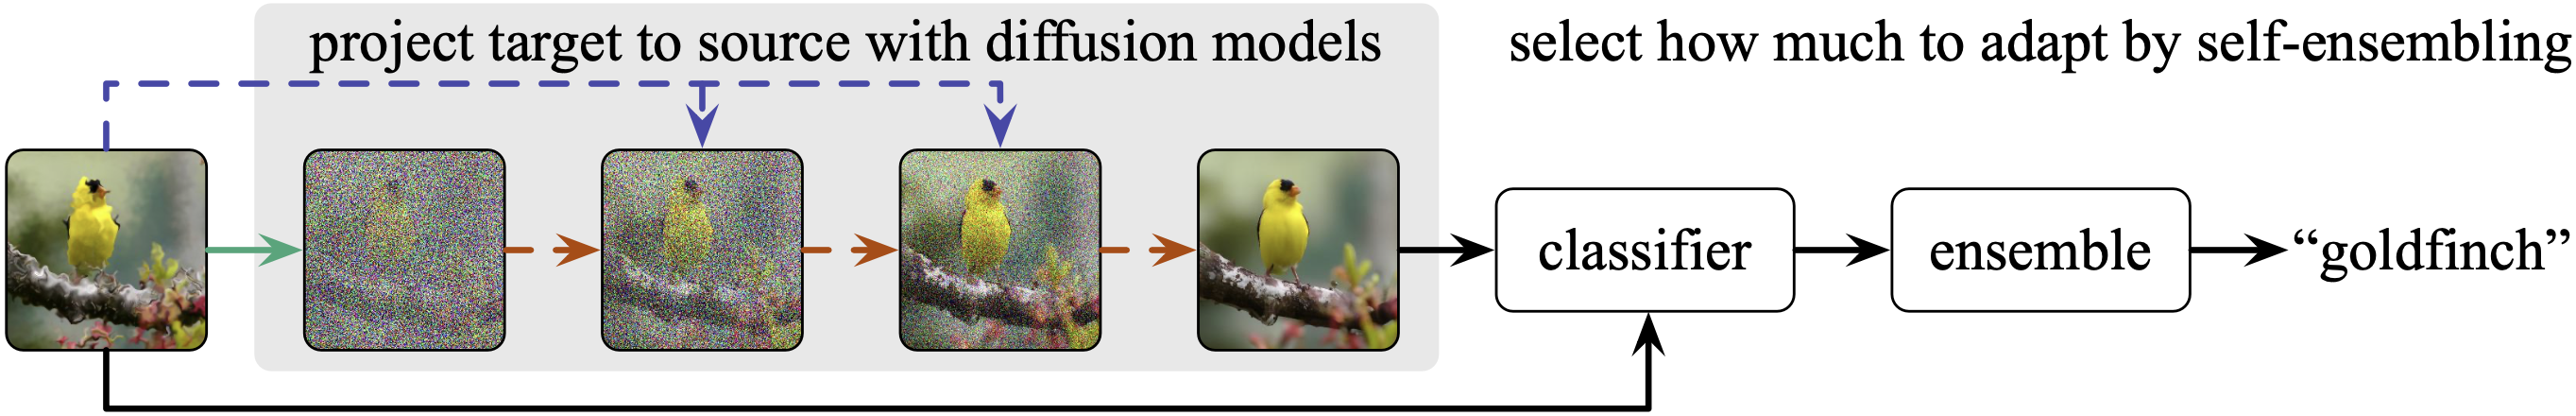 project target to source with diffusion models
select how much to adapt by self-ensembling
classifier
ensemble
“goldfinch”